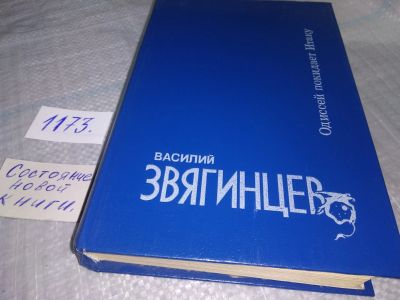 1173.
Состояние
новой
книги.
Одиссей покидает Итаку
ВАСИЛИЙ
ЗВЯГИНЦЕВ